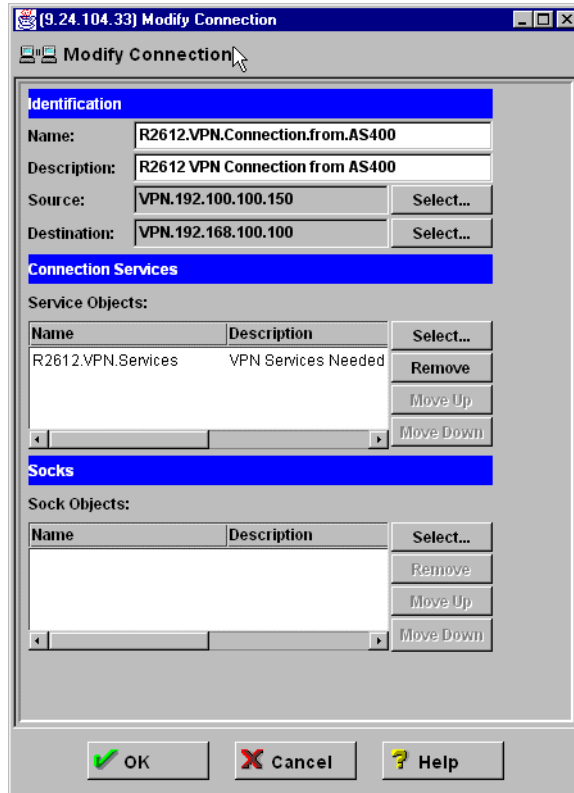 (9.24.104.33) Modify Connection
Modify Connection
Identification
Name: R2612.VPN.Connection.from.AS400
Description: R2612 VPN Connection from AS400
Source: VPN.192.100.100.150 Select...
Destination: VPN.192.168.100.100 Select...
Connection Services
Service Objects:
Name Description Select...
R2612.VPN.Services VPN Services Needed Remove
Move Up
Move Down
Socks
Sock Objects:
Name Description Select...
Remove
Move Up
Move Down
OK Cancel ? Help